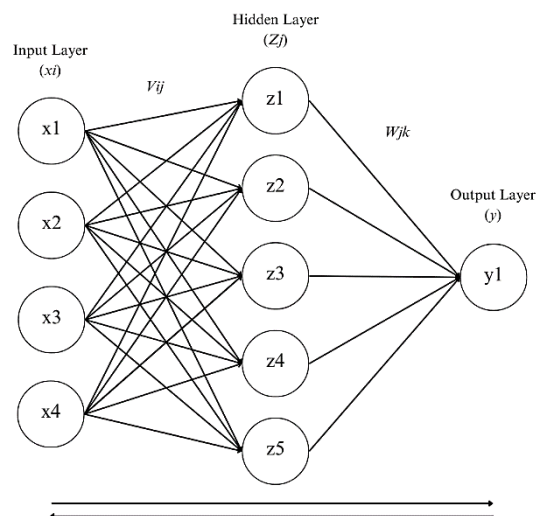 Hidden Layer
(Zj)
Input Layer
(xi)
Vij
z1
x1
Wjk
z2
Output Layer
(y)
x2
z3
y1
x3
z4
x4
z5